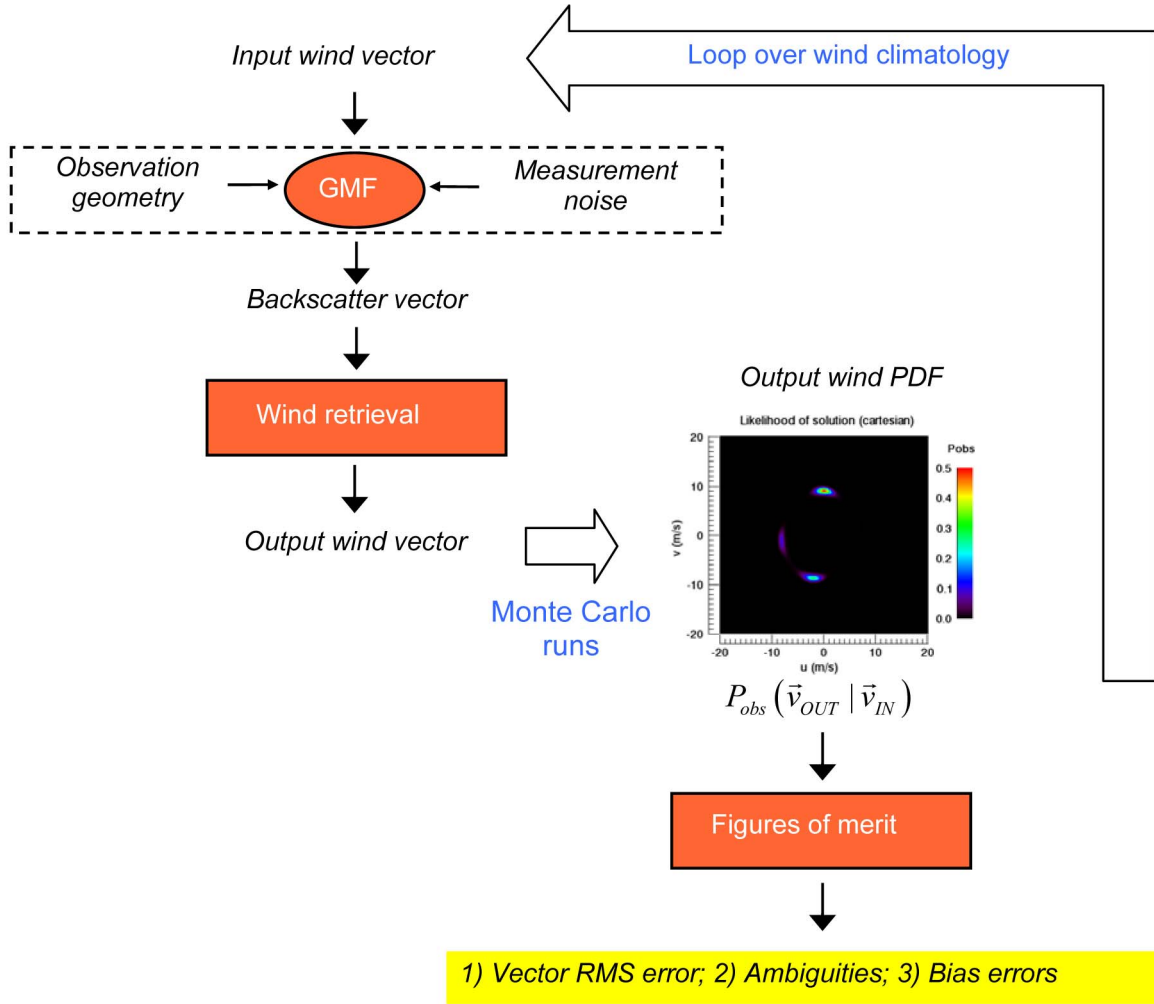 Input wind vector
Loop over wind climatology
Observation
geometry
GMF
Measurement
noise
Backscatter vector
Wind retrieval
Output wind vector
Monte Carlo
runs
Output wind PDF
Likelihood of solution (cartesian)
Pobs
20
10
0
-10
-20
v (m/s)
-20
-10
0
10
20
u (m/s)
0.5
0.4
0.3
0.2
0.1
0.0
P_obs (v⃗_OUT | v⃗_IN)
Figures of merit
1) Vector RMS error; 2) Ambiguities; 3) Bias errors